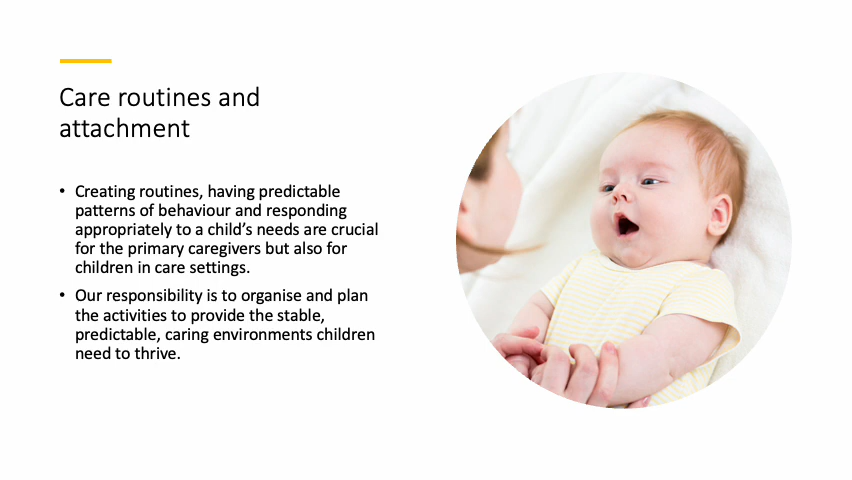 Care routines and
attachment
• Creating routines, having predictable
patterns of behaviour and responding
appropriately to a child’s needs are crucial
for the primary caregivers but also for
children in care settings.
• Our responsibility is to organise and plan
the activities to provide the stable,
predictable, caring environments children
need to thrive.